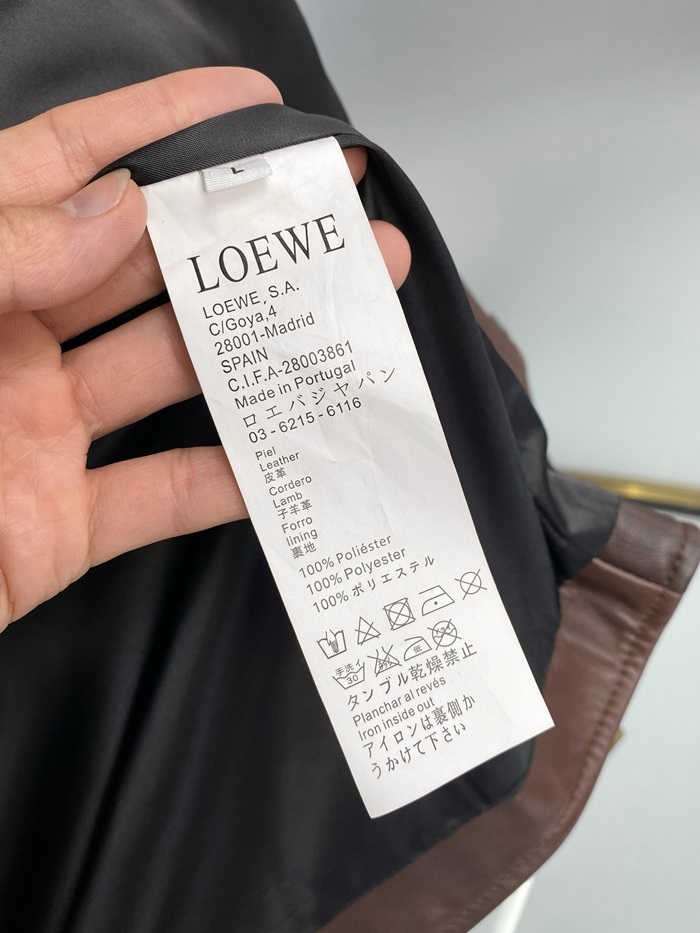 L
LOEWE
LOEWE, S.A.
C/Goya,4
28001-Madrid
SPAIN
C.I.F.A-28003861
Made in Portugal
ロエバジャパン
03-6215-6116
Piel
Leather
皮革
Cordero
Lamb
子羊革
Forro
lining
裏地
100% Poliéster
100% Polyester
100% ポリエステル
手洗イ
30
低
タンブル乾燥禁止
Planchar al revés
Iron inside out
アイロンは裏側か
うかけて下さい